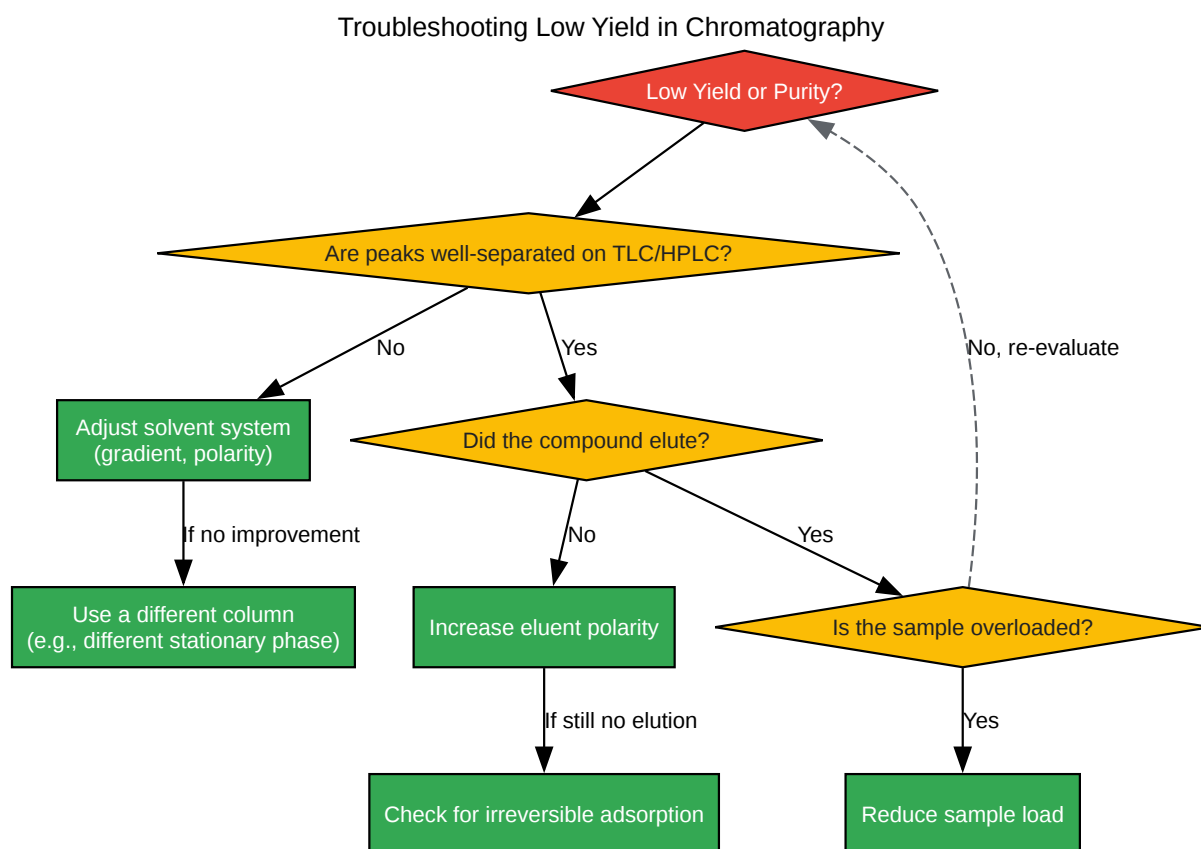 Troubleshooting Low Yield in Chromatography
Low Yield or Purity?
Are peaks well-separated on TLC/HPLC?
No
Yes
No, re-evaluate
Adjust solvent system
(gradient, polarity)
Did the compound elute?
If no improvement
No
Yes
Use a different column
(e.g., different stationary phase)
Increase eluent polarity
Is the sample overloaded?
If still no elution
Yes
Check for irreversible adsorption
Reduce sample load